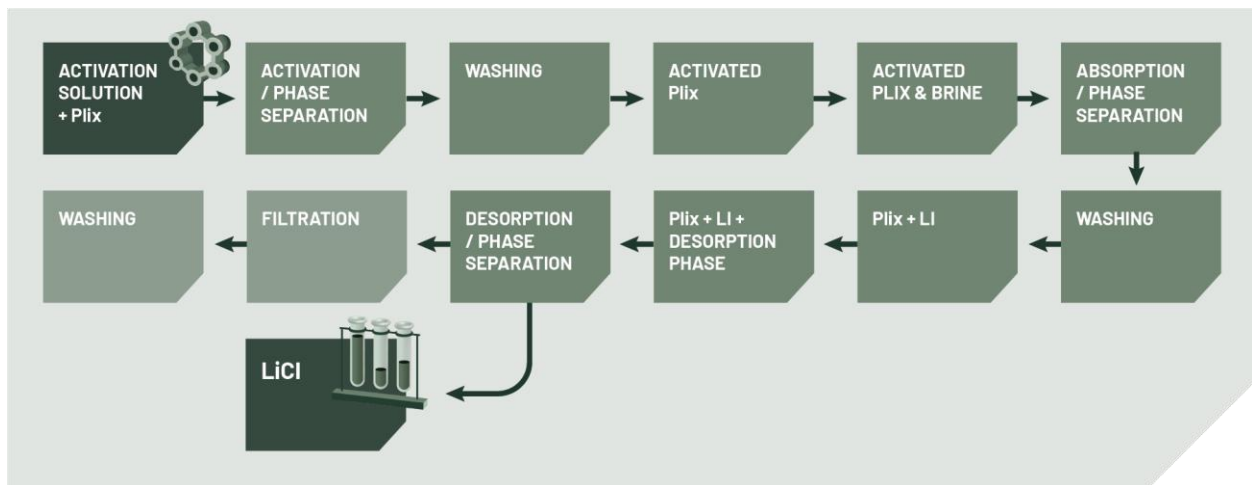 ACTIVATION
SOLUTION
+ Plix
ACTIVATION
/ PHASE
SEPARATION
WASHING
ACTIVATED
Plix
ACTIVATED
PLIX & BRINE
ABSORPTION
/ PHASE
SEPARATION
WASHING
FILTRATION
DESORPTION
/ PHASE
SEPARATION
Plix + LI +
DESORPTION
PHASE
Plix + LI
WASHING
LiCl